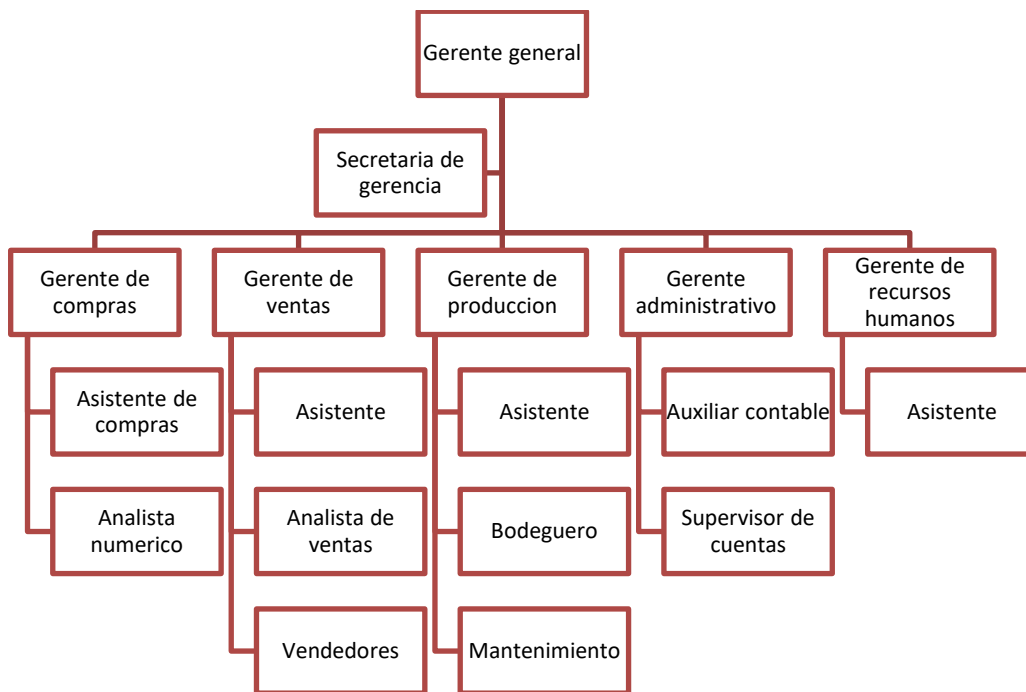 Gerente general
Secretaria de
gerencia
Gerente de
compras
Gerente de
ventas
Gerente de
produccion
Gerente
administrativo
Gerente de
recursos
humanos
Asistente de
compras
Asistente
Asistente
Auxiliar contable
Asistente
Analista
numerico
Analista de
ventas
Bodeguero
Supervisor de
cuentas
Vendedores
Mantenimiento